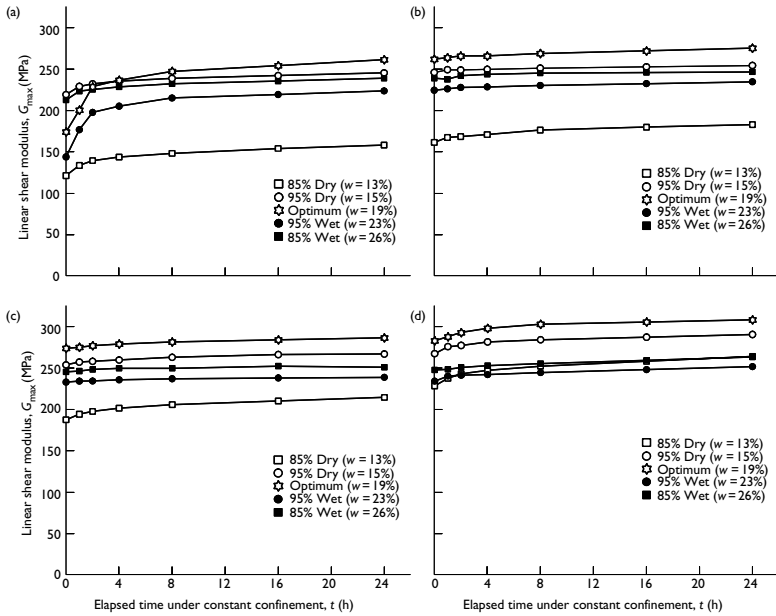 (a)
(b)
Linear shear modulus, Gmax (MPa)
300
250
200
150
100
50
0
85% Dry (w = 13%)
95% Dry (w = 15%)
Optimum (w = 19%)
95% Wet (w = 23%)
85% Wet (w = 26%)
85% Dry (w = 13%)
95% Dry (w = 15%)
Optimum (w = 19%)
95% Wet (w = 23%)
85% Wet (w = 26%)
(c)
(d)
Linear shear modulus, Gmax (MPa)
300
250
200
150
100
50
0
85% Dry (w = 13%)
95% Dry (w = 15%)
Optimum (w = 19%)
95% Wet (w = 23%)
85% Wet (w = 26%)
85% Dry (w = 13%)
95% Dry (w = 15%)
Optimum (w = 19%)
95% Wet (w = 23%)
85% Wet (w = 26%)
0 4 8 12 16 20 24
0 4 8 12 16 20 24
Elapsed time under constant confinement, t (h)
Elapsed time under constant confinement, t (h)